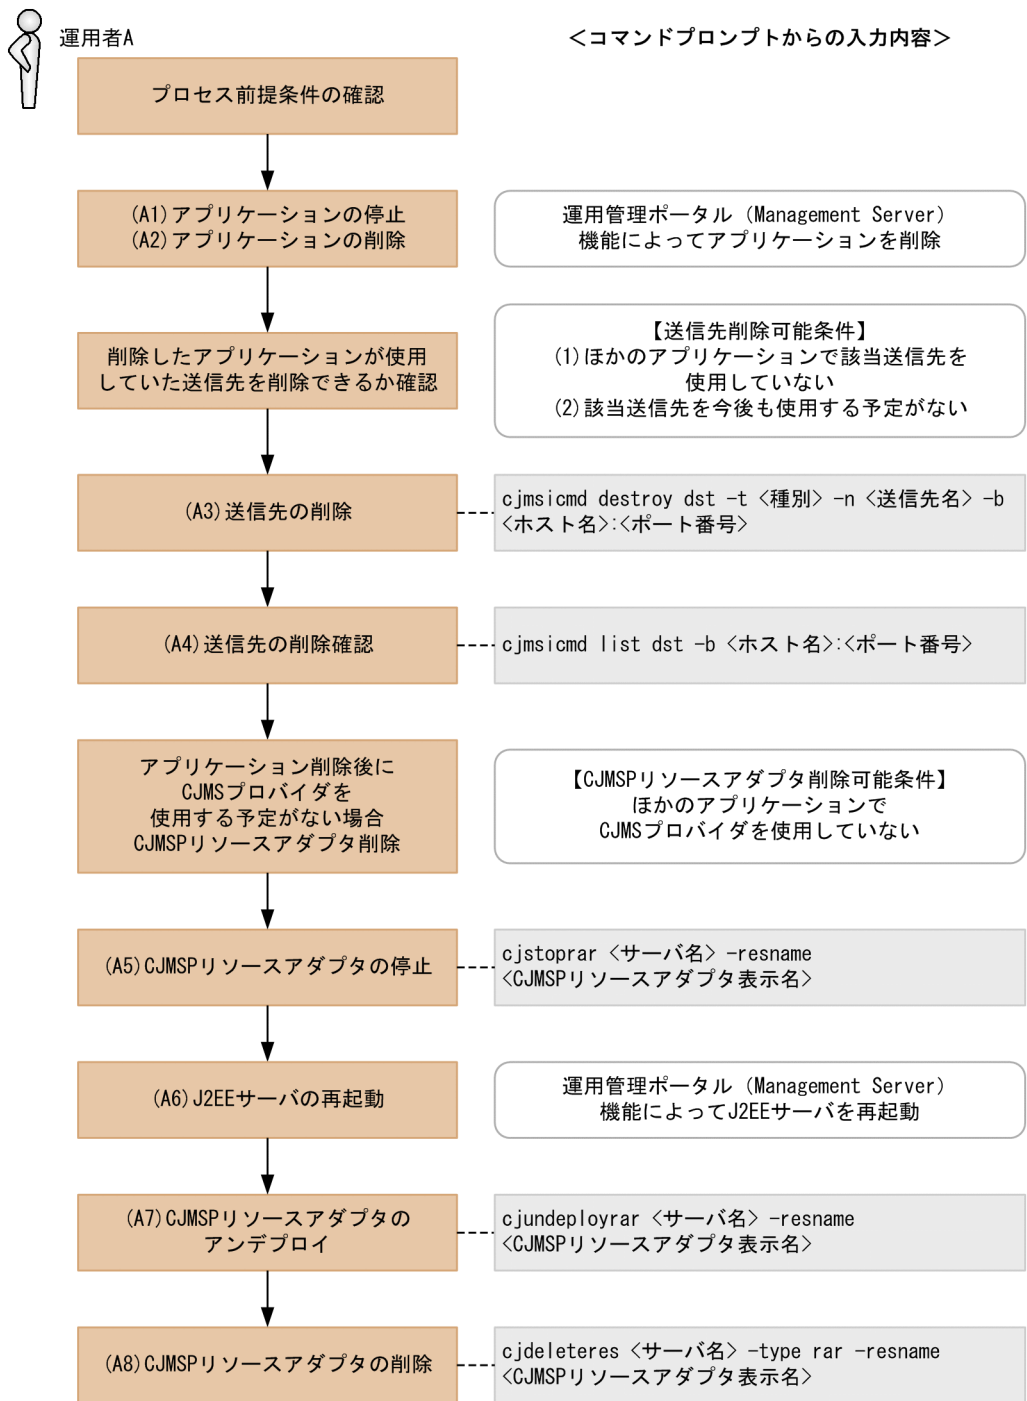 運用者A
＜コマンドプロンプトからの入力内容＞
プロセス前提条件の確認
(A1)アプリケーションの停止
(A2)アプリケーションの削除
運用管理ポータル（Management Server）
機能によってアプリケーションを削除
削除したアプリケーションが使用
していた送信先を削除できるか確認
【送信先削除可能条件】
(1)ほかのアプリケーションで該当送信先を
使用していない
(2)該当送信先を今後も使用する予定がない
(A3)送信先の削除
cjmsicmd destroy dst -t <種別> -n <送信先名> -b
<ホスト名>:<ポート番号>
(A4)送信先の削除確認
cjmsicmd list dst -b <ホスト名>:<ポート番号>
アプリケーション削除後に
CJMSプロバイダを
使用する予定がない場合
CJMSPリソースアダプタ削除
【CJMSPリソースアダプタ削除可能条件】
ほかのアプリケーションで
CJMSプロバイダを使用していない
(A5)CJMSPリソースアダプタの停止
cjstoprar <サーバ名> -resname
<CJMSPリソースアダプタ表示名>
(A6)J2EEサーバの再起動
運用管理ポータル（Management Server）
機能によってJ2EEサーバを再起動
(A7)CJMSPリソースアダプタの
アンデプロイ
cjundeployrar <サーバ名> -resname
<CJMSPリソースアダプタ表示名>
(A8)CJMSPリソースアダプタの削除
cjdeleteres <サーバ名> -type rar -resname
<CJMSPリソースアダプタ表示名>